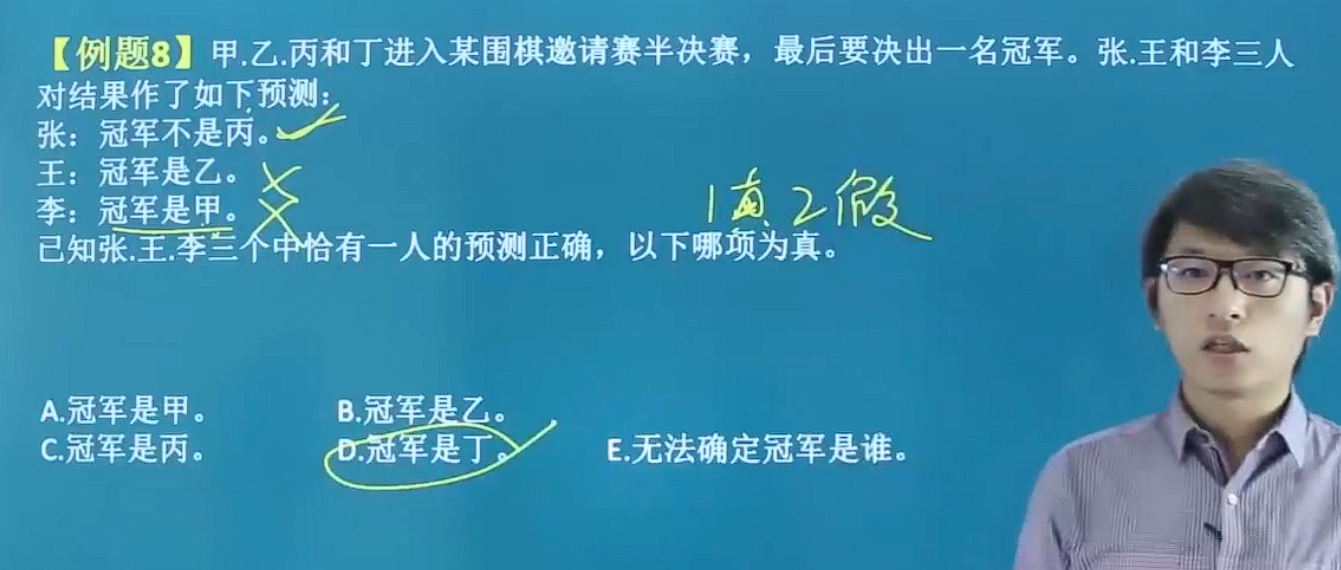 【例题8】甲.乙.丙和丁进入某围棋邀请赛半决赛，最后要决出一名冠军。张.王和李三人
对结果作了如下预测：
张：冠军不是丙。
王：冠军是乙。
李：冠军是甲。
1真2假
已知张.王.李三个中恰有一人的预测正确，以下哪项为真。
A.冠军是甲。 B.冠军是乙。
C.冠军是丙。 D.冠军是丁。 E.无法确定冠军是谁。